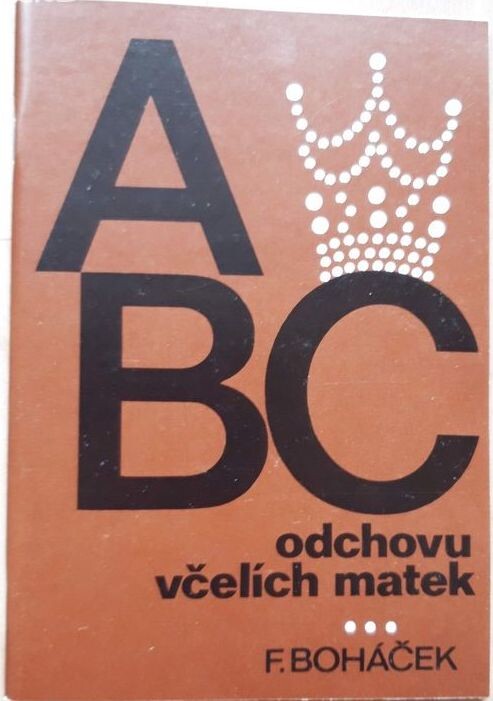 A
BC
odchovu
včelích matek
F. BOHÁČEK